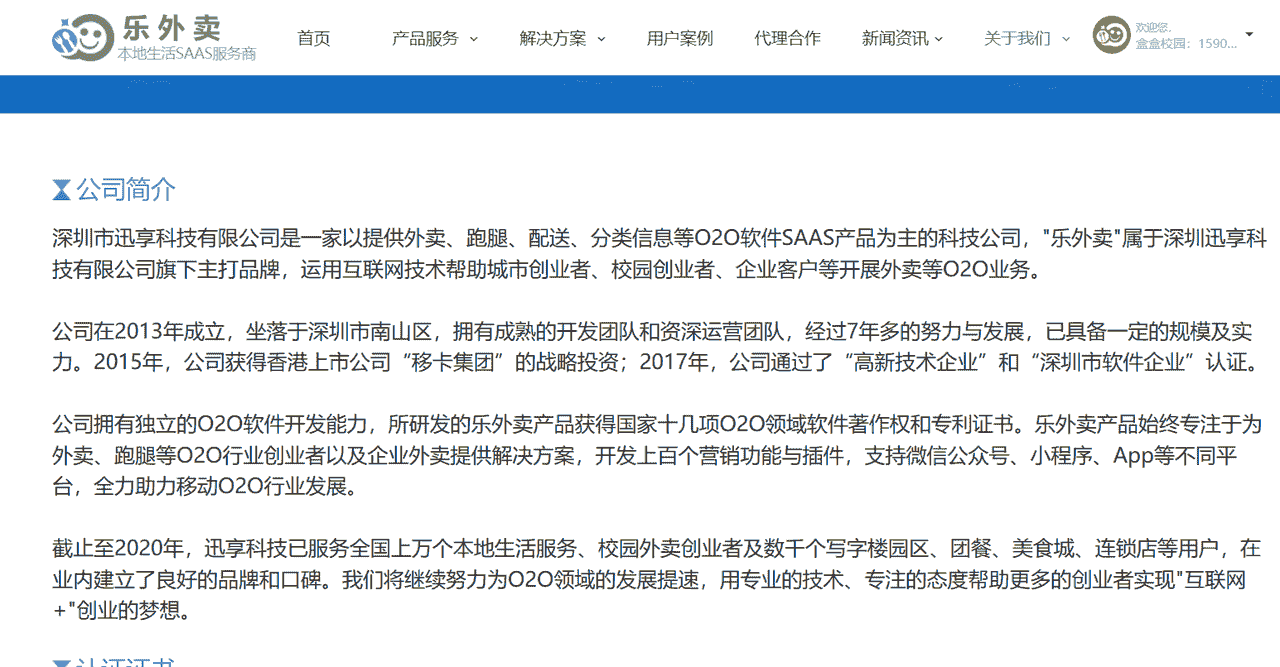 乐外卖
本地生活SAAS服务商
首页
产品服务
解决方案
用户案例
代理合作
新闻资讯
关于我们
欢迎您.
盒盒校园：1590...
公司简介
深圳市迅享科技有限公司是一家以提供外卖、跑腿、配送、分类信息等O2O软件SAAS产品为主的科技公司，"乐外卖"属于深圳迅享科
技有限公司旗下主打品牌，运用互联网技术帮助城市创业者、校园创业者、企业客户等开展外卖等O2O业务。
公司在2013年成立，坐落于深圳市南山区，拥有成熟的开发团队和资深运营团队，经过7年多的努力与发展，已具备一定的规模及实
力。2015年，公司获得香港上市公司“移卡集团”的战略投资；2017年，公司通过了“高新技术企业”和“深圳市软件企业”认证。
公司拥有独立的O2O软件开发能力，所研发的乐外卖产品获得国家十几项O2O领域软件著作权和专利证书。乐外卖产品始终专注于为
外卖、跑腿等O2O行业创业者以及企业外卖提供解决方案，开发上百个营销功能与插件，支持微信公众号、小程序、App等不同平
台，全力助力移动O2O行业发展。
截止至2020年，迅享科技已服务全国上万个本地生活服务、校园外卖创业者及数千个写字楼园区、团餐、美食城、连锁店等用户，在
业内建立了良好的品牌和口碑。我们将继续努力为O2O领域的发展提速，用专业的技术、专注的态度帮助更多的创业者实现"互联网
+"创业的梦想。
认证证书